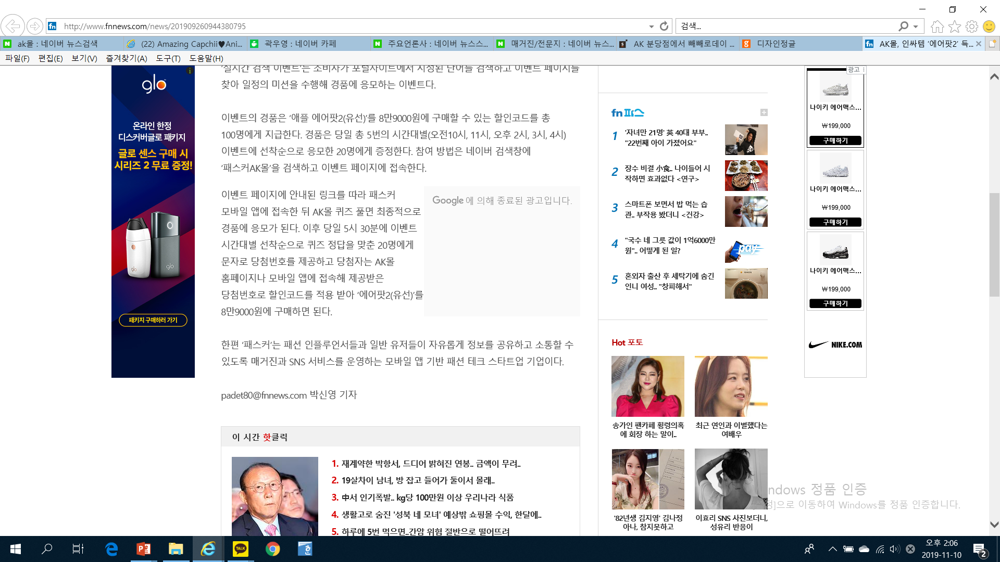 http://www.fnnews.com/news/201909260944380795
검색...
ak몰 : 네이버 뉴스검색
(22) Amazing Capchii♥Ani...
곽우영 : 네이버 카페
주요언론사 : 네이버 뉴스스...
매거진/전문지 : 네이버 뉴스...
AK 분당점에서 빼빼로데이 ...
디자인정글
AK몰, 인싸템 ‘에어팟2’ 득...
파일(F) 편집(E) 보기(V) 즐겨찾기(A) 도구(T) 도움말(H)
glo
온라인 한정
디스커버글로 패키지
글로 센스 구매 시
시리즈 2 무료 증정!
glo
glo
패키지 구매하러 가기
‘실시간 검색 이벤트’는 소비자가 포털사이트에서 지정된 단어를 검색하고 이벤트 페이지를
찾아 일정의 미션을 수행해 경품에 응모하는 이벤트다.
이벤트의 경품은 ‘애플 에어팟2(유선)’를 8만9000원에 구매할 수 있는 할인코드를 총
100명에게 지급한다. 경품은 당일 총 5번의 시간대별(오전10시, 11시, 오후 2시, 3시, 4시)
이벤트에 선착순으로 응모한 20명에게 증정한다. 참여 방법은 네이버 검색창에
‘패스커AK몰’을 검색하고 이벤트 페이지에 접속한다.
이벤트 페이지에 안내된 링크를 따라 패스커
모바일 앱에 접속한 뒤 AK몰 퀴즈 풀면 최종적으로
경품에 응모가 된다. 이후 당일 5시 30분에 이벤트
시간대별 선착순으로 퀴즈 정답을 맞춘 20명에게
문자로 당첨번호를 제공하고 당첨자는 AK몰
홈페이지나 모바일 앱에 접속해 제공받은
당첨번호로 할인코드를 적용 받아 ‘에어팟2(유선)’를
8만9000원에 구매하면 된다.
Google에 의해 종료된 광고입니다.
한편 ‘패스커’는 패션 인플루언서들과 일반 유저들이 자유롭게 정보를 공유하고 소통할 수
있도록 매거진과 SNS 서비스를 운영하는 모바일 앱 기반 패션 테크 스타트업 기업이다.
padet80@fnnews.com 박신영 기자
이 시간 핫클릭
1. 재계약한 박항서, 드디어 밝혀진 연봉.. 금액이 무려..
2. 19살차이 남녀, 방 잡고 들어가 둘이서 몰래..
3. 中서 인기폭발.. kg당 100만원 이상 우리나라 식품
4. 생활고로 숨진 '성북 네 모녀' 예상밖 쇼핑몰 수익, 한달에..
5. 하루에 5번 먹으면..간암 위험 절반으로 떨어뜨려
fn 파스
1 '자녀만 21명' 英 40대 부부..
"22번째 아이 가졌어요"
2 장수 비결 小食.. 나이들어 시
작하면 효과없다 <연구>
3 스마트폰 보면서 밥 먹는 습
관.. 부작용 봤더니 <건강>
4 "국수 네 그릇 값이 1억6000만
원".. 어떻게 된 일?
pay
5 혼외자 출산 후 세탁기에 숨긴
인니 여성.. "창피해서"
Hot 포토
송가인 팬카페 횡령의혹
에 회장 하는 말이..
최근 연인과 이별했다는
여배우
'82년생 김지영' 김나정
아나, 참지못하고
이효리 SNS 사진보더니,
성유리 반응이
광고
나이키 에어맥스...
₩199,000
구매하기
나이키 에어맥스...
₩199,000
구매하기
나이키 에어맥스...
₩199,000
구매하기
NIKE.COM
ndows 정품 인증
정]으로 이동하여 Windows를 정품 인증합니다.
TALK
오후 2:06
2019-11-10
2